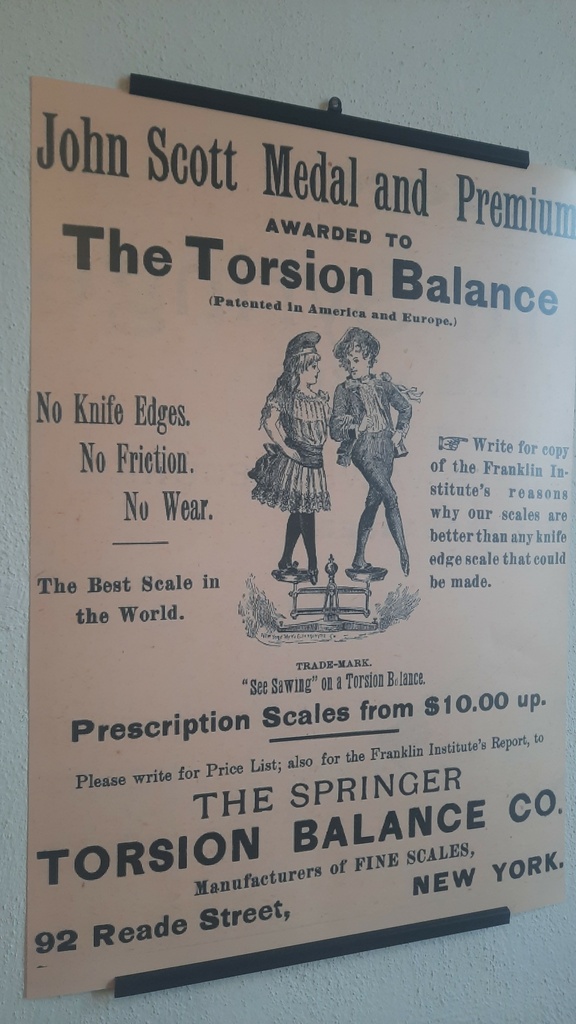 John Scott Medal and Premium
AWARDED TO
The Torsion Balance
(Patented in America and Europe.)
No Knife Edges.
No Friction.
No Wear.
The Best Scale in
the World.
☞ Write for copy
of the Franklin In-
stitute's reasons
why our scales are
better than any knife
edge scale that could
be made.
TRADE-MARK.
"See Sawing" on a Torsion Balance.
Prescription Scales from $10.00 up.
Please write for Price List; also for the Franklin Institute's Report, to
THE SPRINGER
TORSION BALANCE CO.
Manufacturers of FINE SCALES,
92 Reade Street,
NEW YORK.